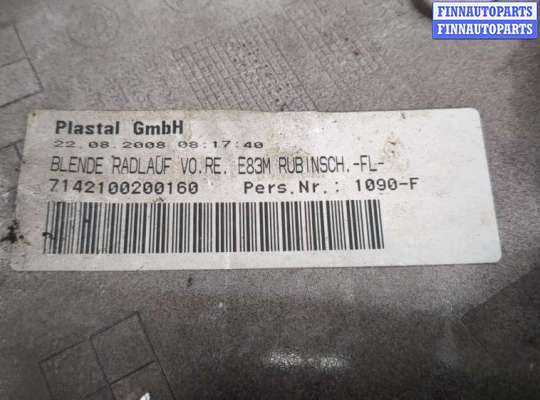 FINNAUTOPARTS
FINNAUTOPARTS
Plastal GmbH
22.08.2008 08:17:40
BLENDE RADLAUF VO.RE. E83M RUBINSCH.-FL-
7142100200160 Pers.Nr.: 1090-F